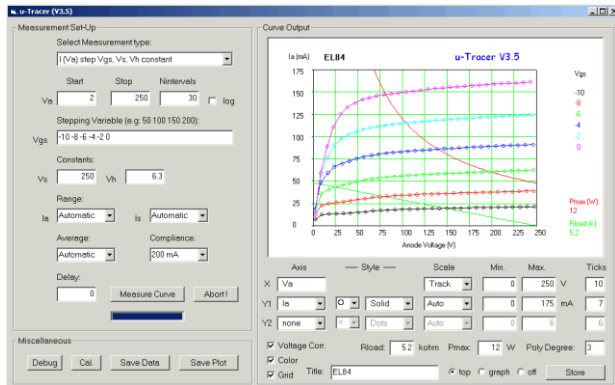 u-Tracer (V3.5)
Measurement Set-Up
Select Measurement type:
I (Va) step Vgs, Vs, Vh constant
Start Stop Nintervals
Va 2 250 30 log
Stepping Variable (e.g: 50 100 150 200):
Vgs -10 -8 -6 -4 -2 0
Constants:
Vs 250 Vh 6.3
Range:
Ia Automatic Is Automatic
Average: Compliance:
Automatic 200 mA
Delay:
0 Measure Curve Abort!
Miscellaneous
Debug Cal. Save Data Save Plot
Curve Output
Ia (mA) EL84 u-Tracer V3.5
175
150
125
100
75
50
25
0
0 25 50 75 100 125 150 175 200 225 250
Anode Voltage (V)
Vgs
-10
-8
-6
-4
-2
0
Pmax (W)
12
Rload (k)
5.2
Axis Style Scale Min. Max. Ticks
X Va Track 0 250 V 10
Y1 Ia O Solid Auto 0 175 mA 7
Y2 none X Dots Auto 0 6 6
Voltage Corr. Rload: 5.2 kohm Pmax: 12 W Poly Degree: 3
Color
Grid Title: EL84 top graph off Store